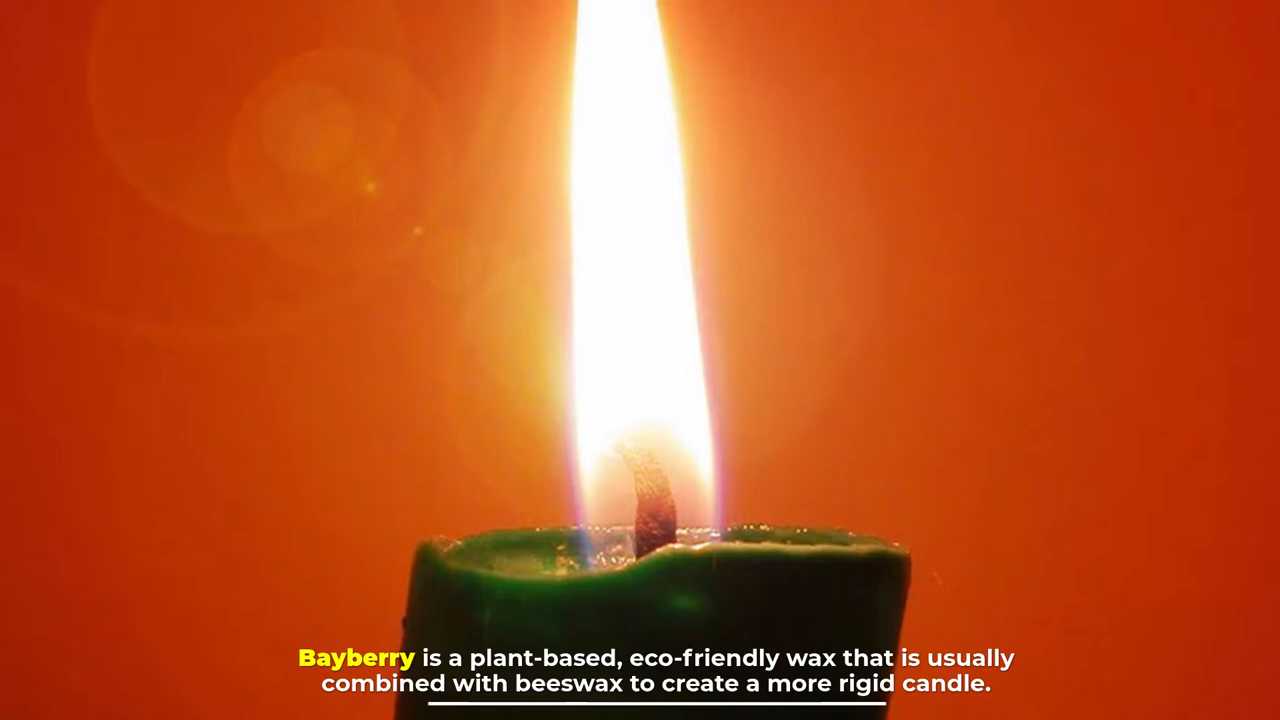 Bayberry is a plant-based, eco-friendly wax that is usually
combined with beeswax to create a more rigid candle.